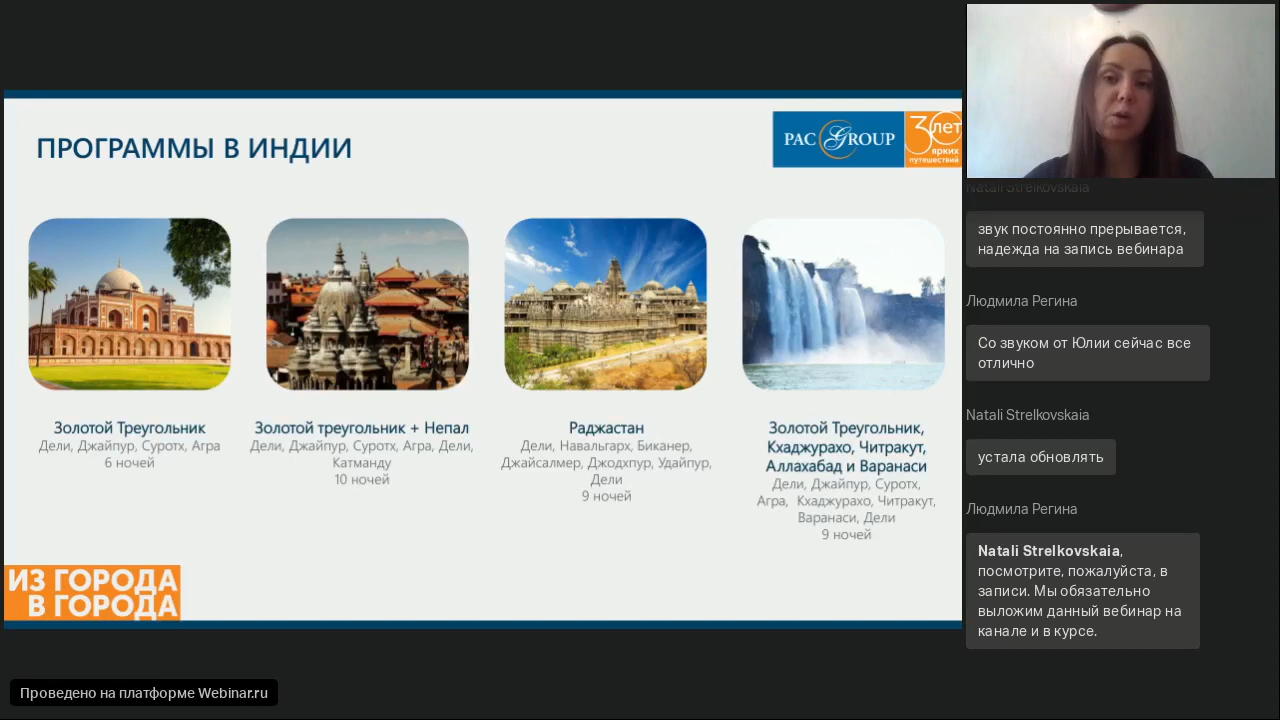 ПРОГРАММЫ В ИНДИИ
PAC GROUP
30 лет
ярких
путешествий
Золотой Треугольник
Дели, Джайпур, Суротх, Агра
6 ночей
Золотой треугольник + Непал
Дели, Джайпур, Суротх, Агра, Дели,
Катманду
10 ночей
Раджастан
Дели, Навальгарх, Биканер,
Джайсалмер, Джодхпур, Удайпур,
Дели
9 ночей
Золотой Треугольник,
Кхаджурахо, Читракут,
Аллахабад и Варанаси
Дели, Джайпур, Суротх,
Агра, Кхаджурахо, Читракут,
Варанаси, Дели
9 ночей
ИЗ ГОРОДА
В ГОРОДА
Проведено на платформе Webinar.ru
Natali Strelkovskaia
звук постоянно прерывается,
надежда на запись вебинара
Людмила Регина
Со звуком от Юлии сейчас все
отлично
Natali Strelkovskaia
устала обновлять
Людмила Регина
Natali Strelkovskaia,
посмотрите, пожалуйста, в
записи. Мы обязательно
выложим данный вебинар на
канале и в курсе.